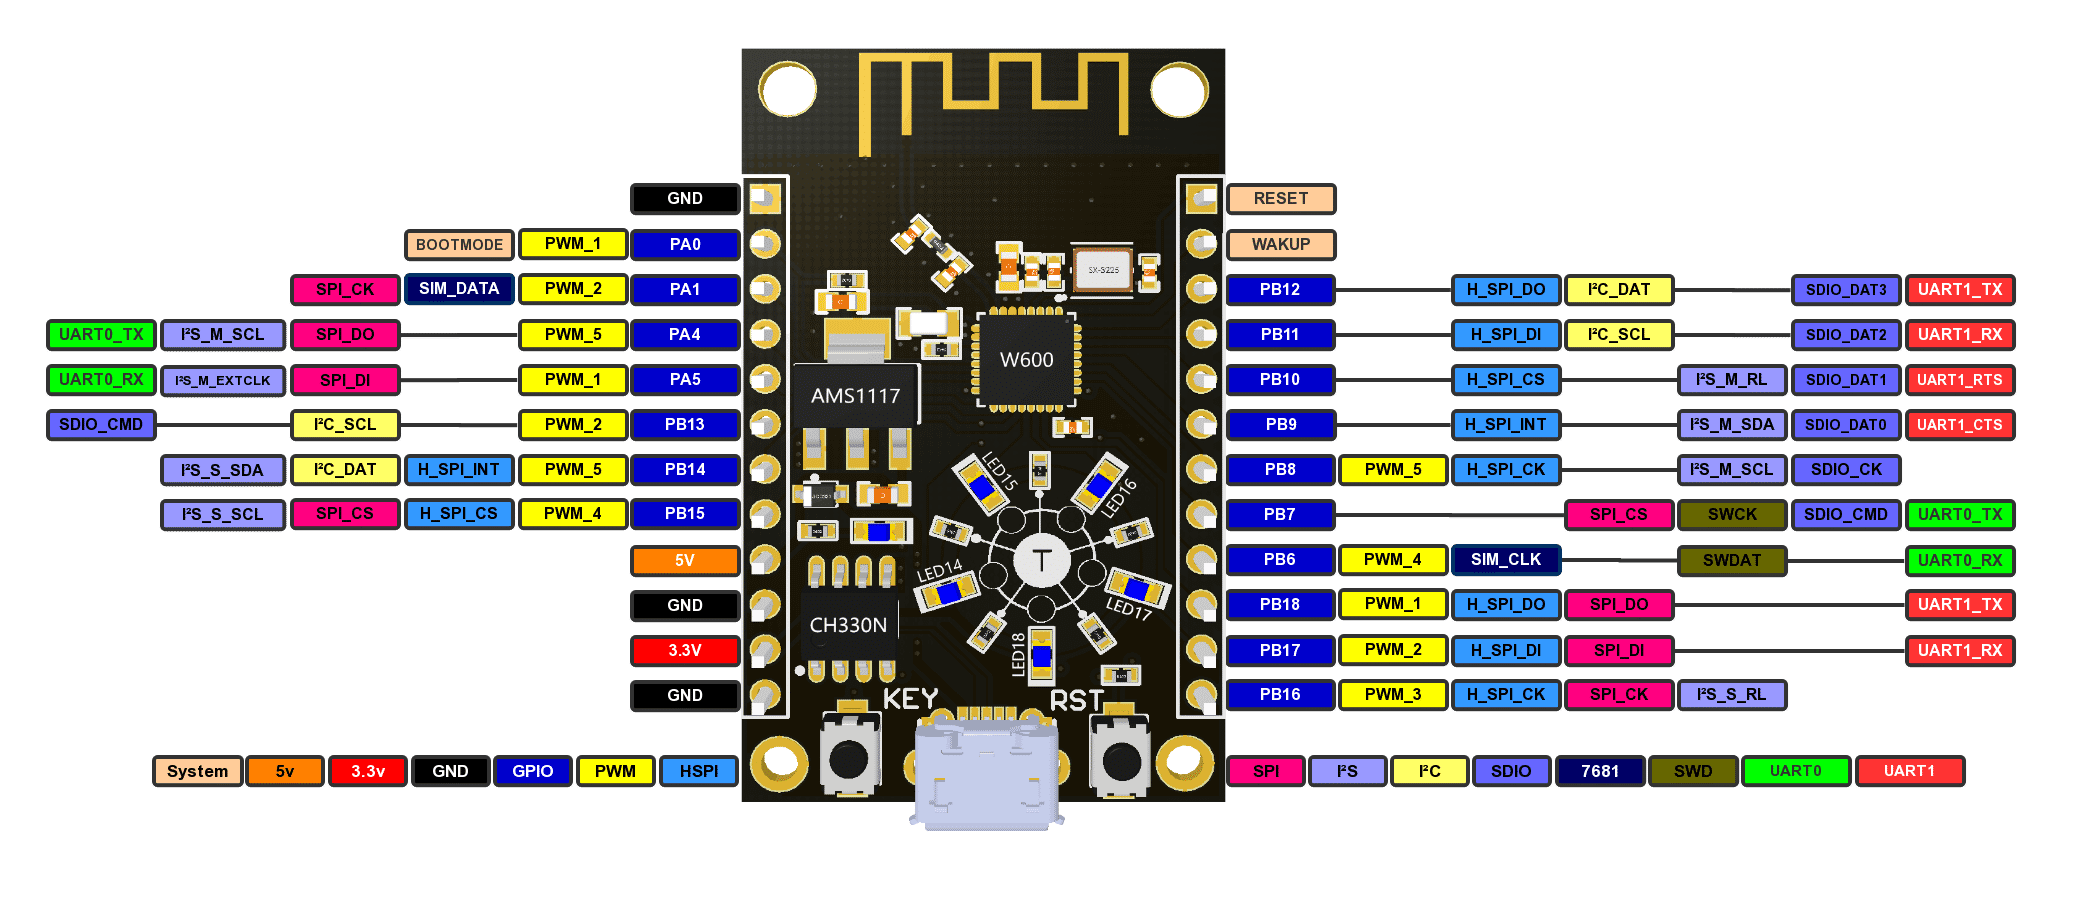 GND RESET
BOOTMODE PWM_1 PA0 WAKUP
SPI_CK SIM_DATA PWM_2 PA1 PB12 H_SPI_DO I²C_DAT SDIO_DAT3 UART1_TX
SX-3225
UART0_TX I²S_M_SCL SPI_DO PWM_5 PA4 PB11 H_SPI_DI I²C_SCL SDIO_DAT2 UART1_RX
W600
UART0_RX I²S_M_EXTCLK SPI_DI PWM_1 PA5 PB10 H_SPI_CS I²S_M_RL SDIO_DAT1 UART1_RTS
AMS1117
SDIO_CMD I²C_SCL PWM_2 PB13 PB9 H_SPI_INT I²S_M_SDA SDIO_DAT0 UART1_CTS
I²S_S_SDA I²C_DAT H_SPI_INT PWM_5 PB14 PB8 PWM_5 H_SPI_CK I²S_M_SCL SDIO_CK
LED15
LED16
I²S_S_SCL SPI_CS H_SPI_CS PWM_4 PB15 PB7 SPI_CS SWCK SDIO_CMD UART0_TX
5V T PB6 PWM_4 SIM_CLK SWDAT UART0_RX
LED14
LED17
GND PB18 PWM_1 H_SPI_DO SPI_DO UART1_TX
CH330N
LED18
3.3V PB17 PWM_2 H_SPI_DI SPI_DI UART1_RX
GND KEY RST PB16 PWM_3 H_SPI_CK SPI_CK I²S_S_RL
System 5v 3.3v GND GPIO PWM HSPI SPI I²S I²C SDIO 7681 SWD UART0 UART1